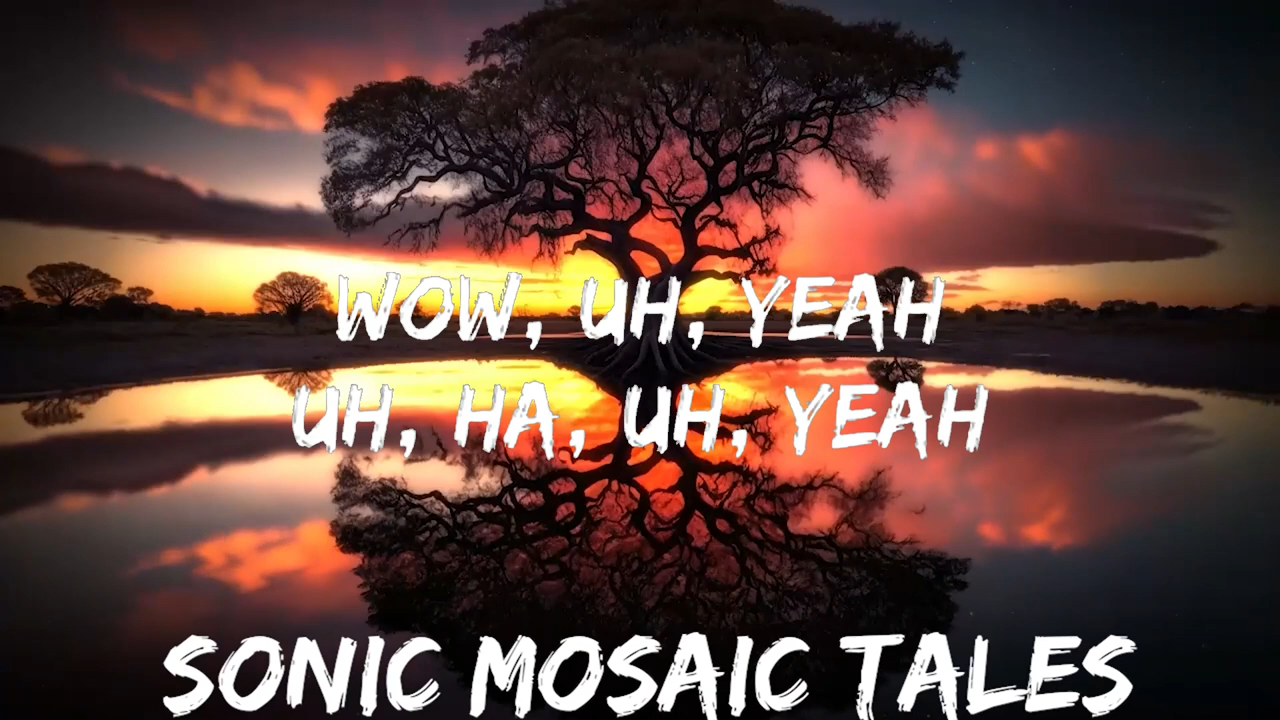 WOW, UH, YEAH
UH, HA, UH, YEAH
SONIC MOSAIC TALES